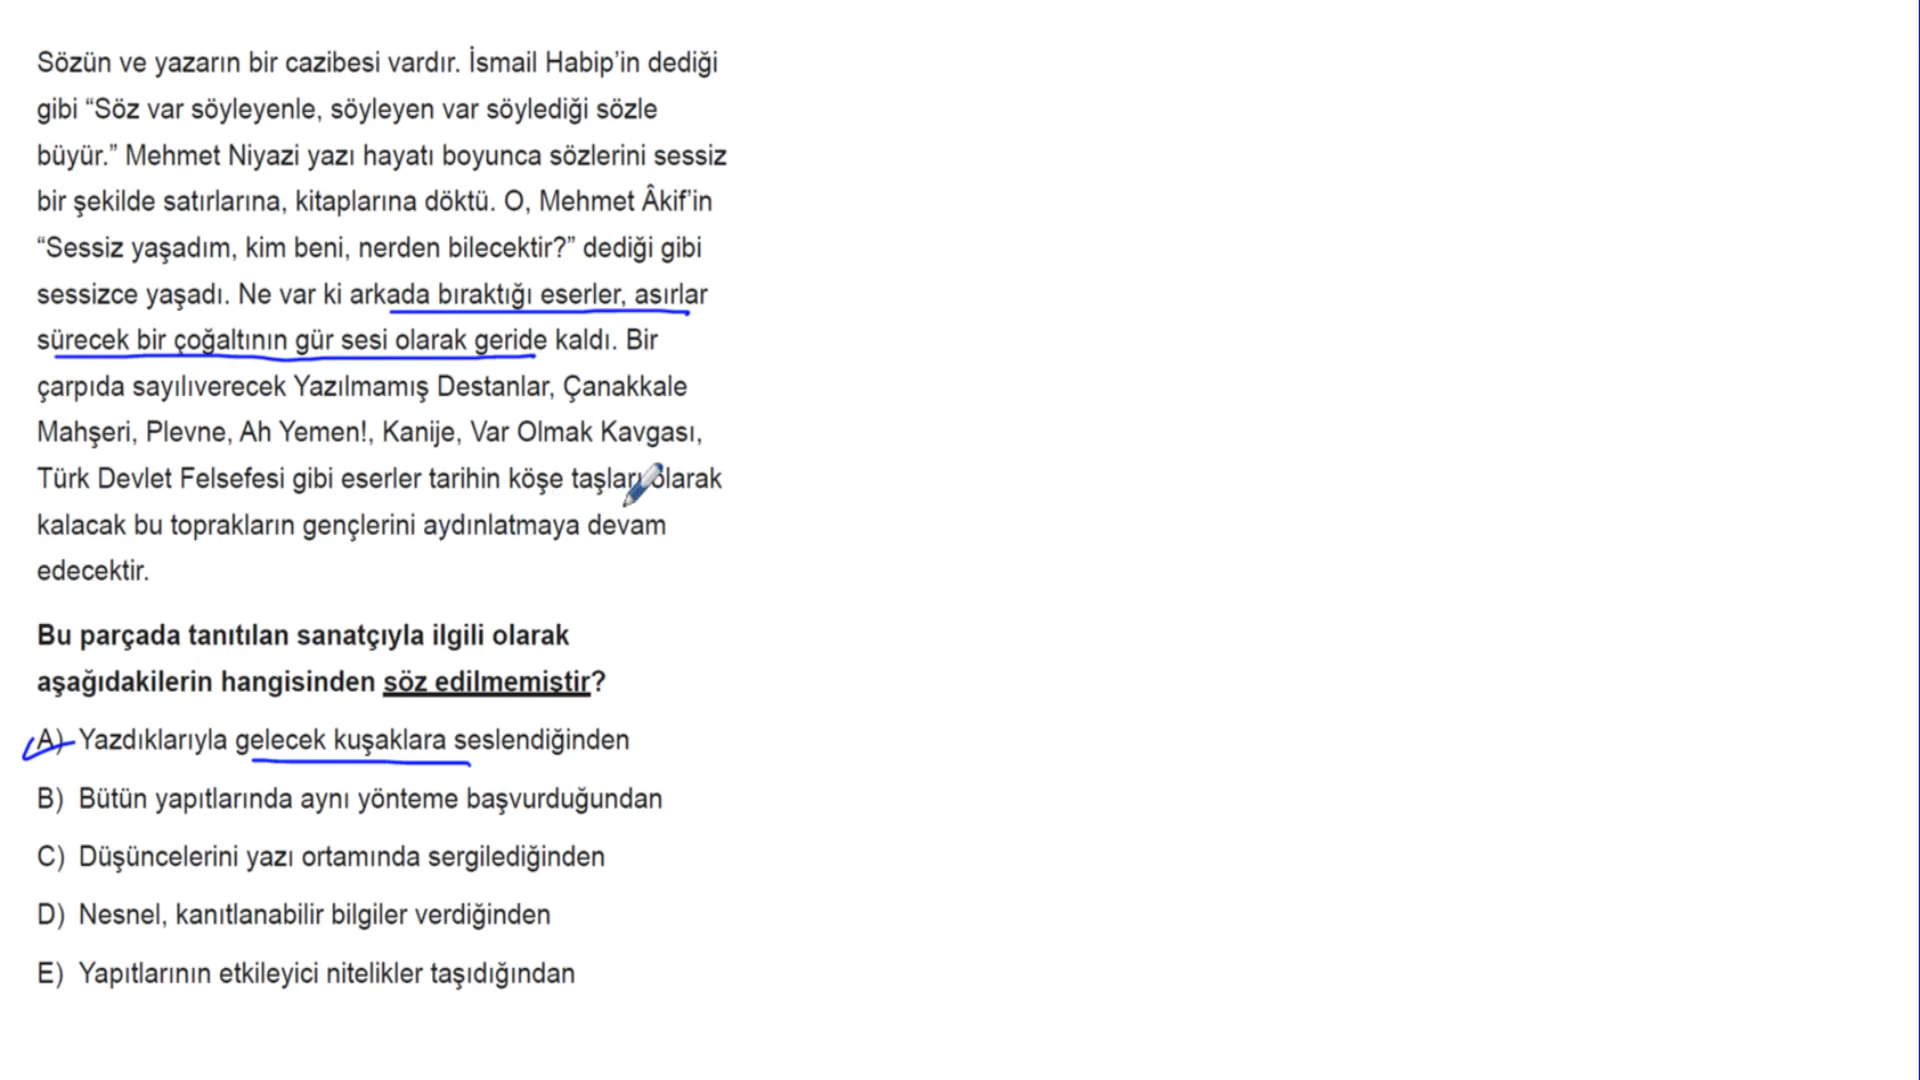 Sözün ve yazarın bir cazibesi vardır. İsmail Habip’in dediği
gibi “Söz var söyleyenle, söyleyen var söylediği sözle
büyür.” Mehmet Niyazi yazı hayatı boyunca sözlerini sessiz
bir şekilde satırlarına, kitaplarına döktü. O, Mehmet Âkif’in
“Sessiz yaşadım, kim beni, nerden bilecektir?” dediği gibi
sessizce yaşadı. Ne var ki arkada bıraktığı eserler, asırlar
sürecek bir çoğaltının gür sesi olarak geride kaldı. Bir
çarpıda sayılıverecek Yazılmamış Destanlar, Çanakkale
Mahşeri, Plevne, Ah Yemen!, Kanije, Var Olmak Kavgası,
Türk Devlet Felsefesi gibi eserler tarihin köşe taşları olarak
kalacak bu toprakların gençlerini aydınlatmaya devam
edecektir.
Bu parçada tanıtılan sanatçıyla ilgili olarak
aşağıdakilerin hangisinden söz edilmemiştir?
A) Yazdıklarıyla gelecek kuşaklara seslendiğinden
B) Bütün yapıtlarında aynı yönteme başvurduğundan
C) Düşüncelerini yazı ortamında sergilediğinden
D) Nesnel, kanıtlanabilir bilgiler verdiğinden
E) Yapıtlarının etkileyici nitelikler taşıdığından